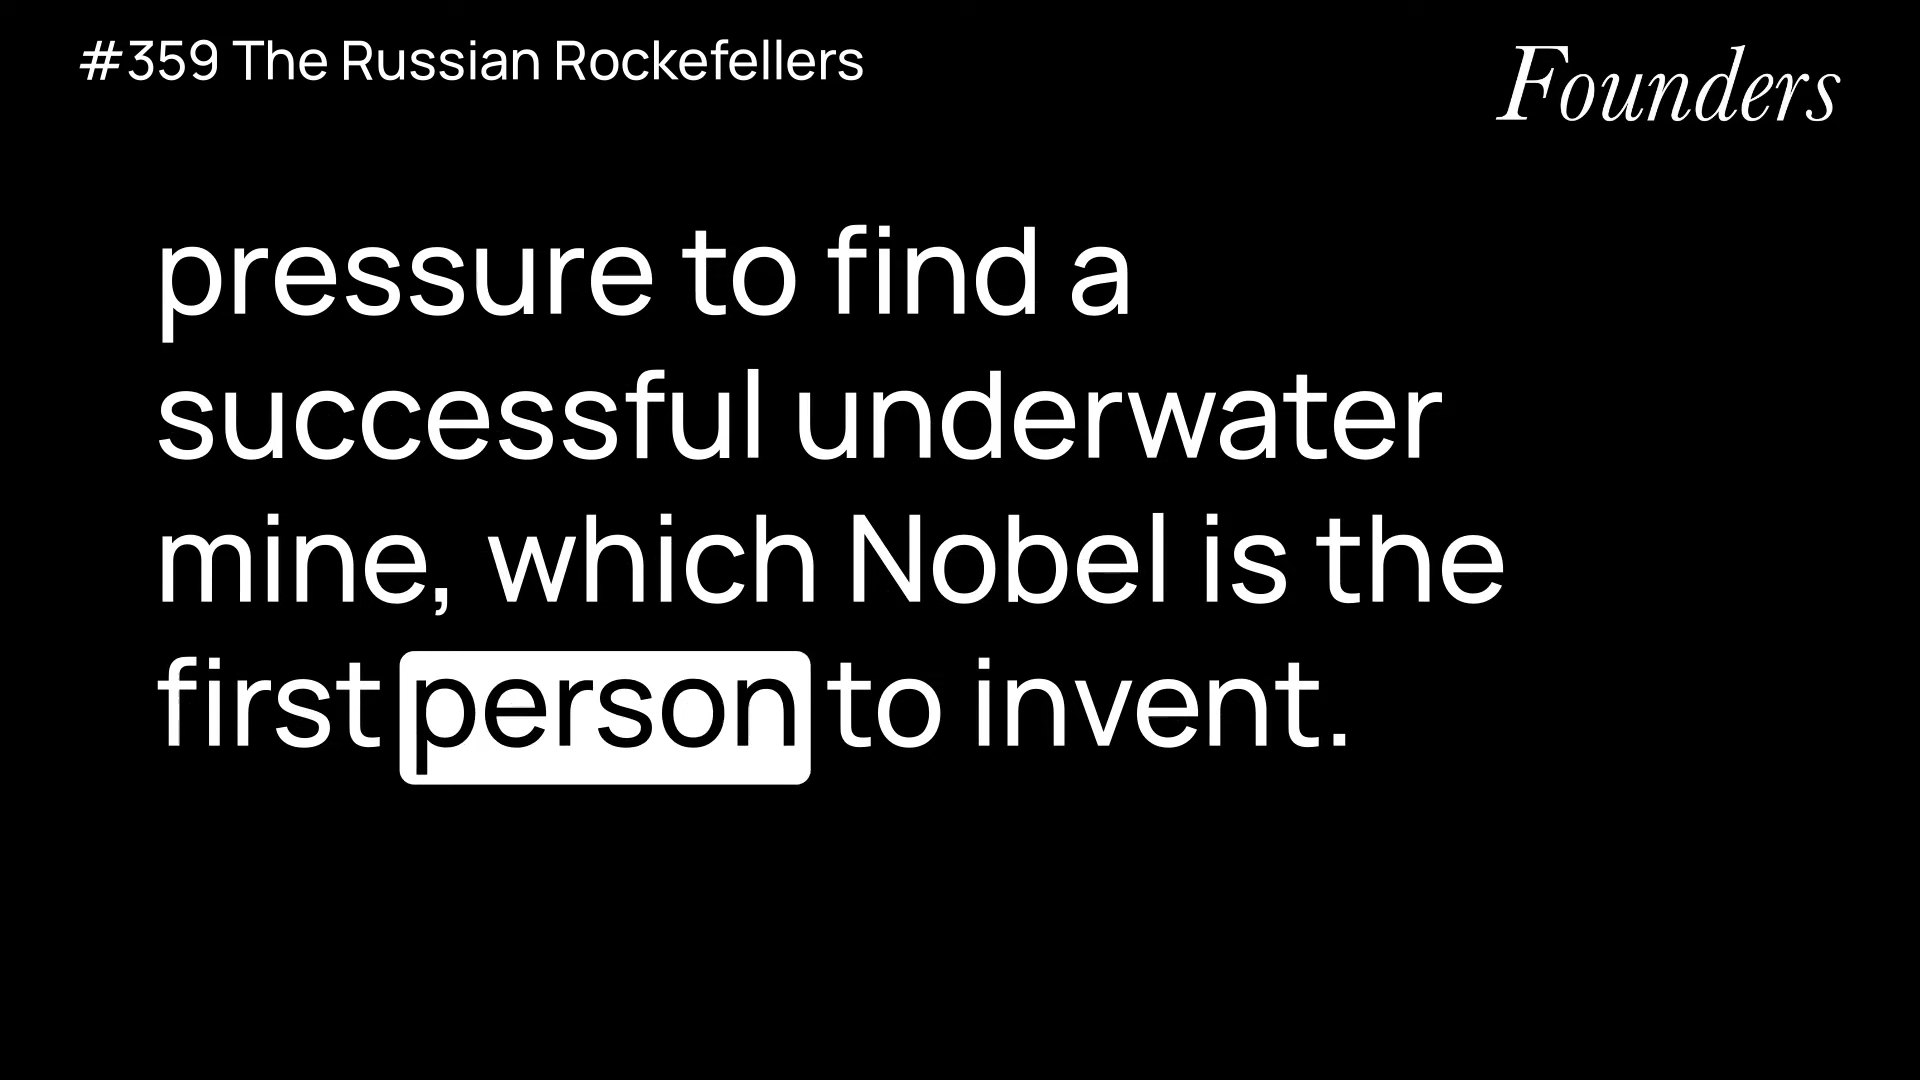 #359 The Russian Rockefellers
Founders
pressure to find a
successful underwater
mine, which Nobel is the
first person to invent.